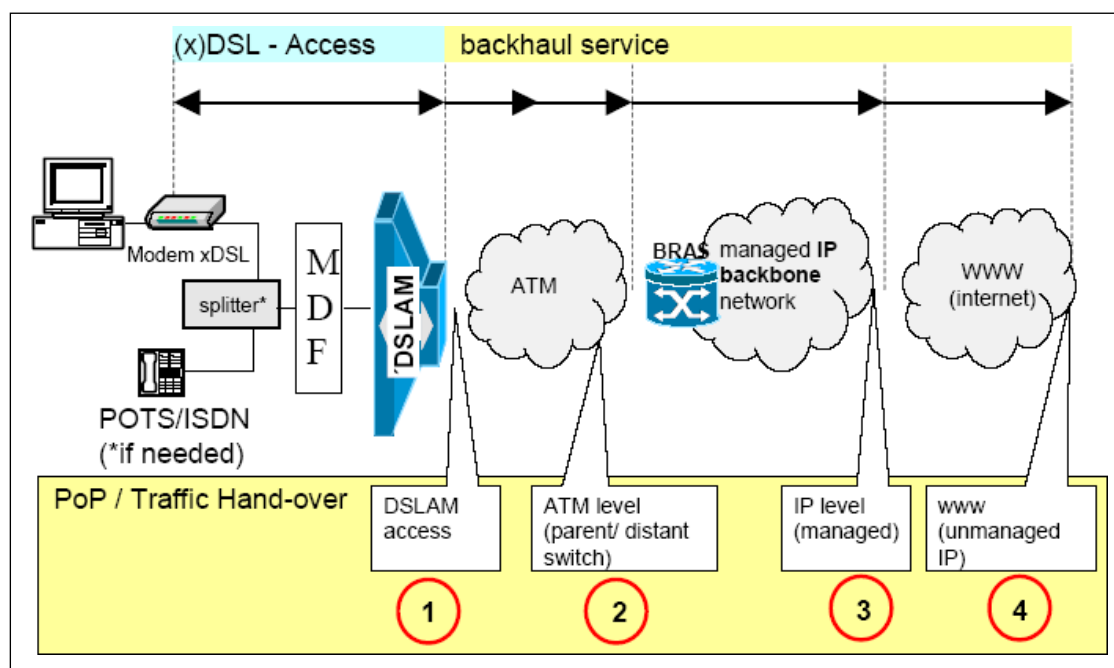 (x)DSL - Access
backhaul service
Modem xDSL
splitter*
POTS/ISDN
(*if needed)
M
D
F
DSLAM
ATM
BRAS
managed IP
backbone
network
WWW
(internet)
PoP / Traffic Hand-over
DSLAM
access
ATM level
(parent/ distant
switch)
IP level
(managed)
www
(unmanaged
IP)
1
2
3
4